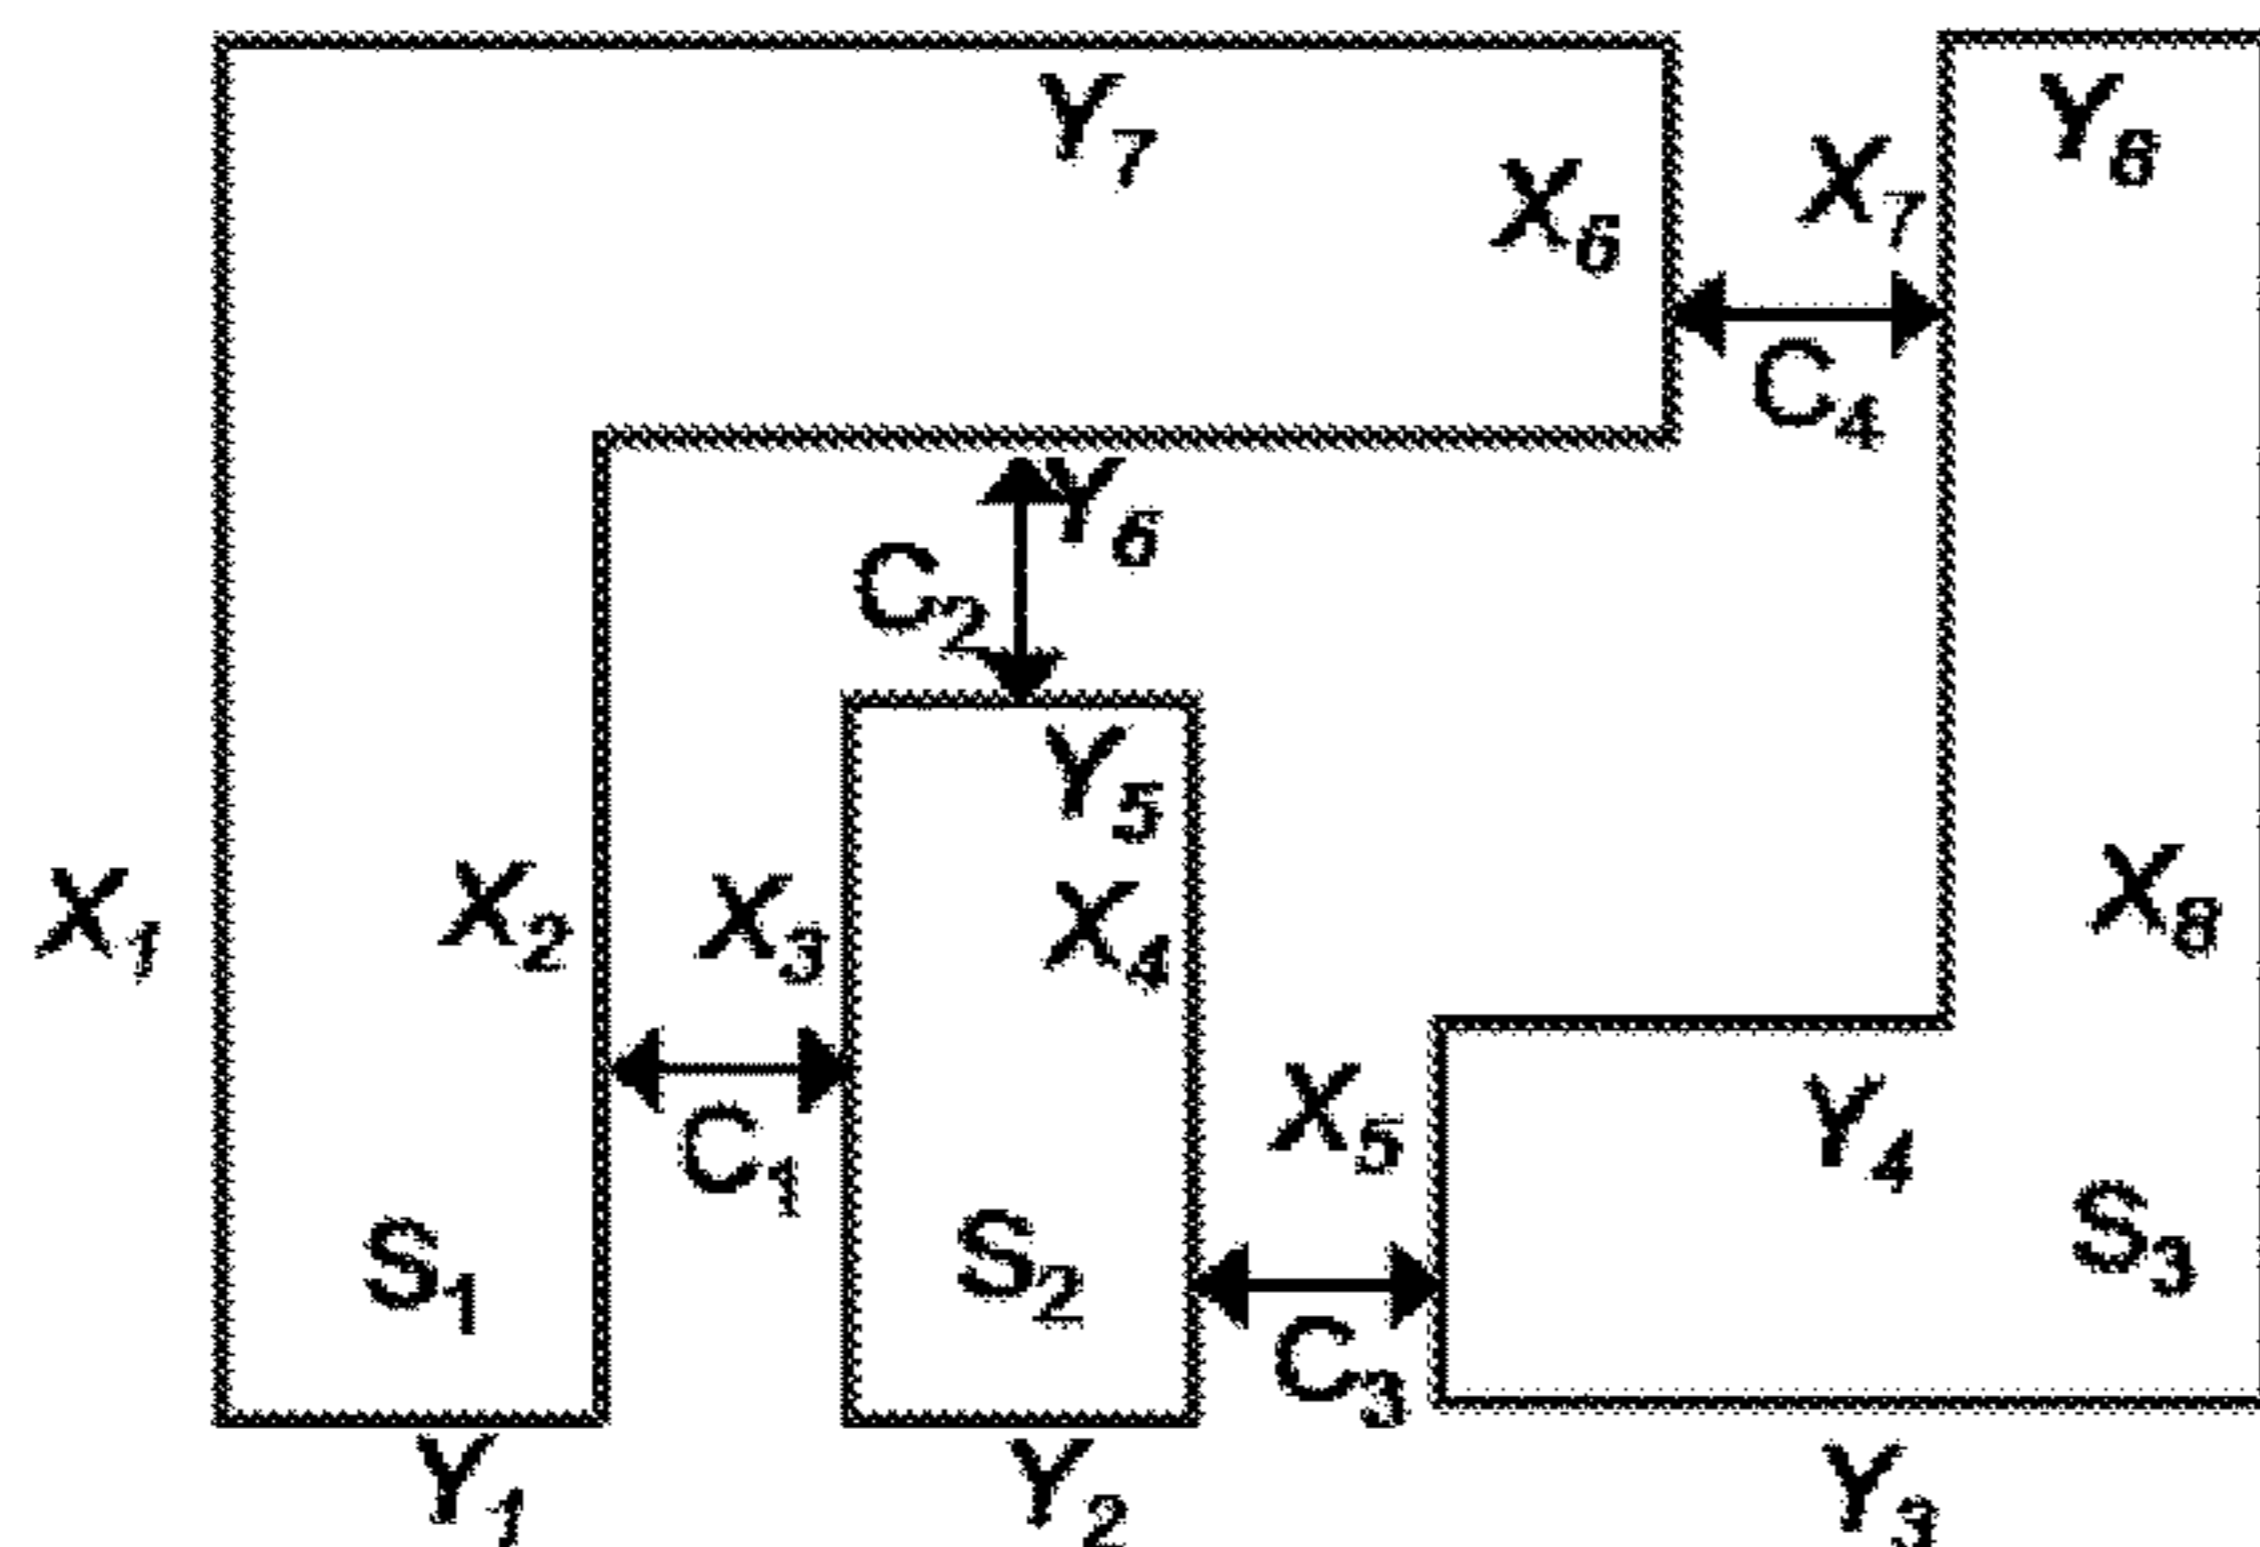 Y₇
Y₈
X₆
X₇
C₄
Y₆
C₂
Y₅
X₁
X₂
X₃
X₄
X₈
C₁
X₅
Y₄
S₁
S₂
S₃
C₃
Y₁
Y₂
Y₃